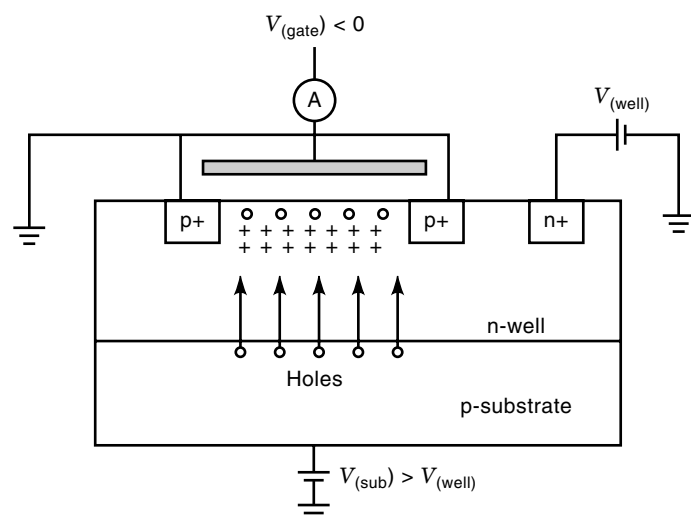 V(gate) < 0
A
V(well)
p+ p+ n+
+ + + + + + +
+ + + + + + +
n-well
Holes
p-substrate
V(sub) > V(well)